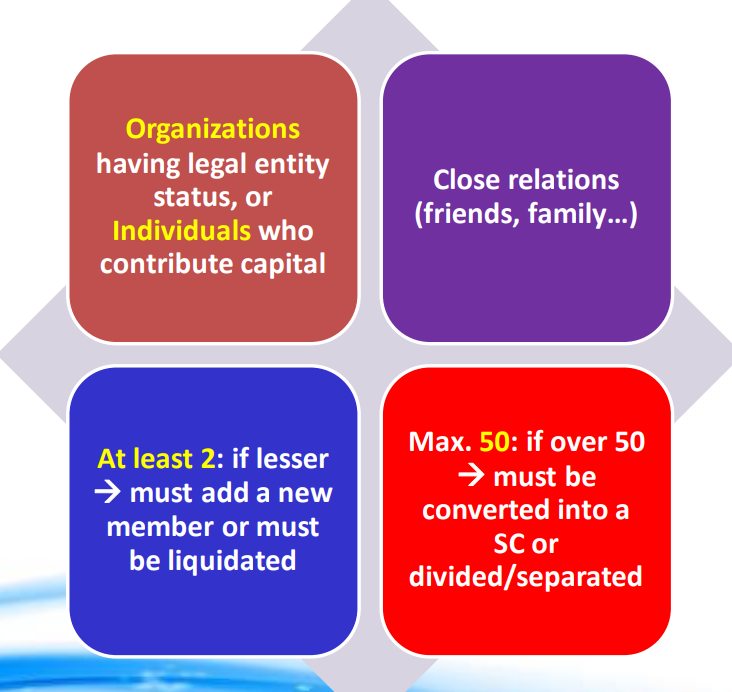 Organizations
having legal entity
status, or
Individuals who
contribute capital
Close relations
(friends, family...)
At least 2: if lesser
→ must add a new
member or must
be liquidated
Max. 50: if over 50
→ must be
converted into a
SC or
divided/separated